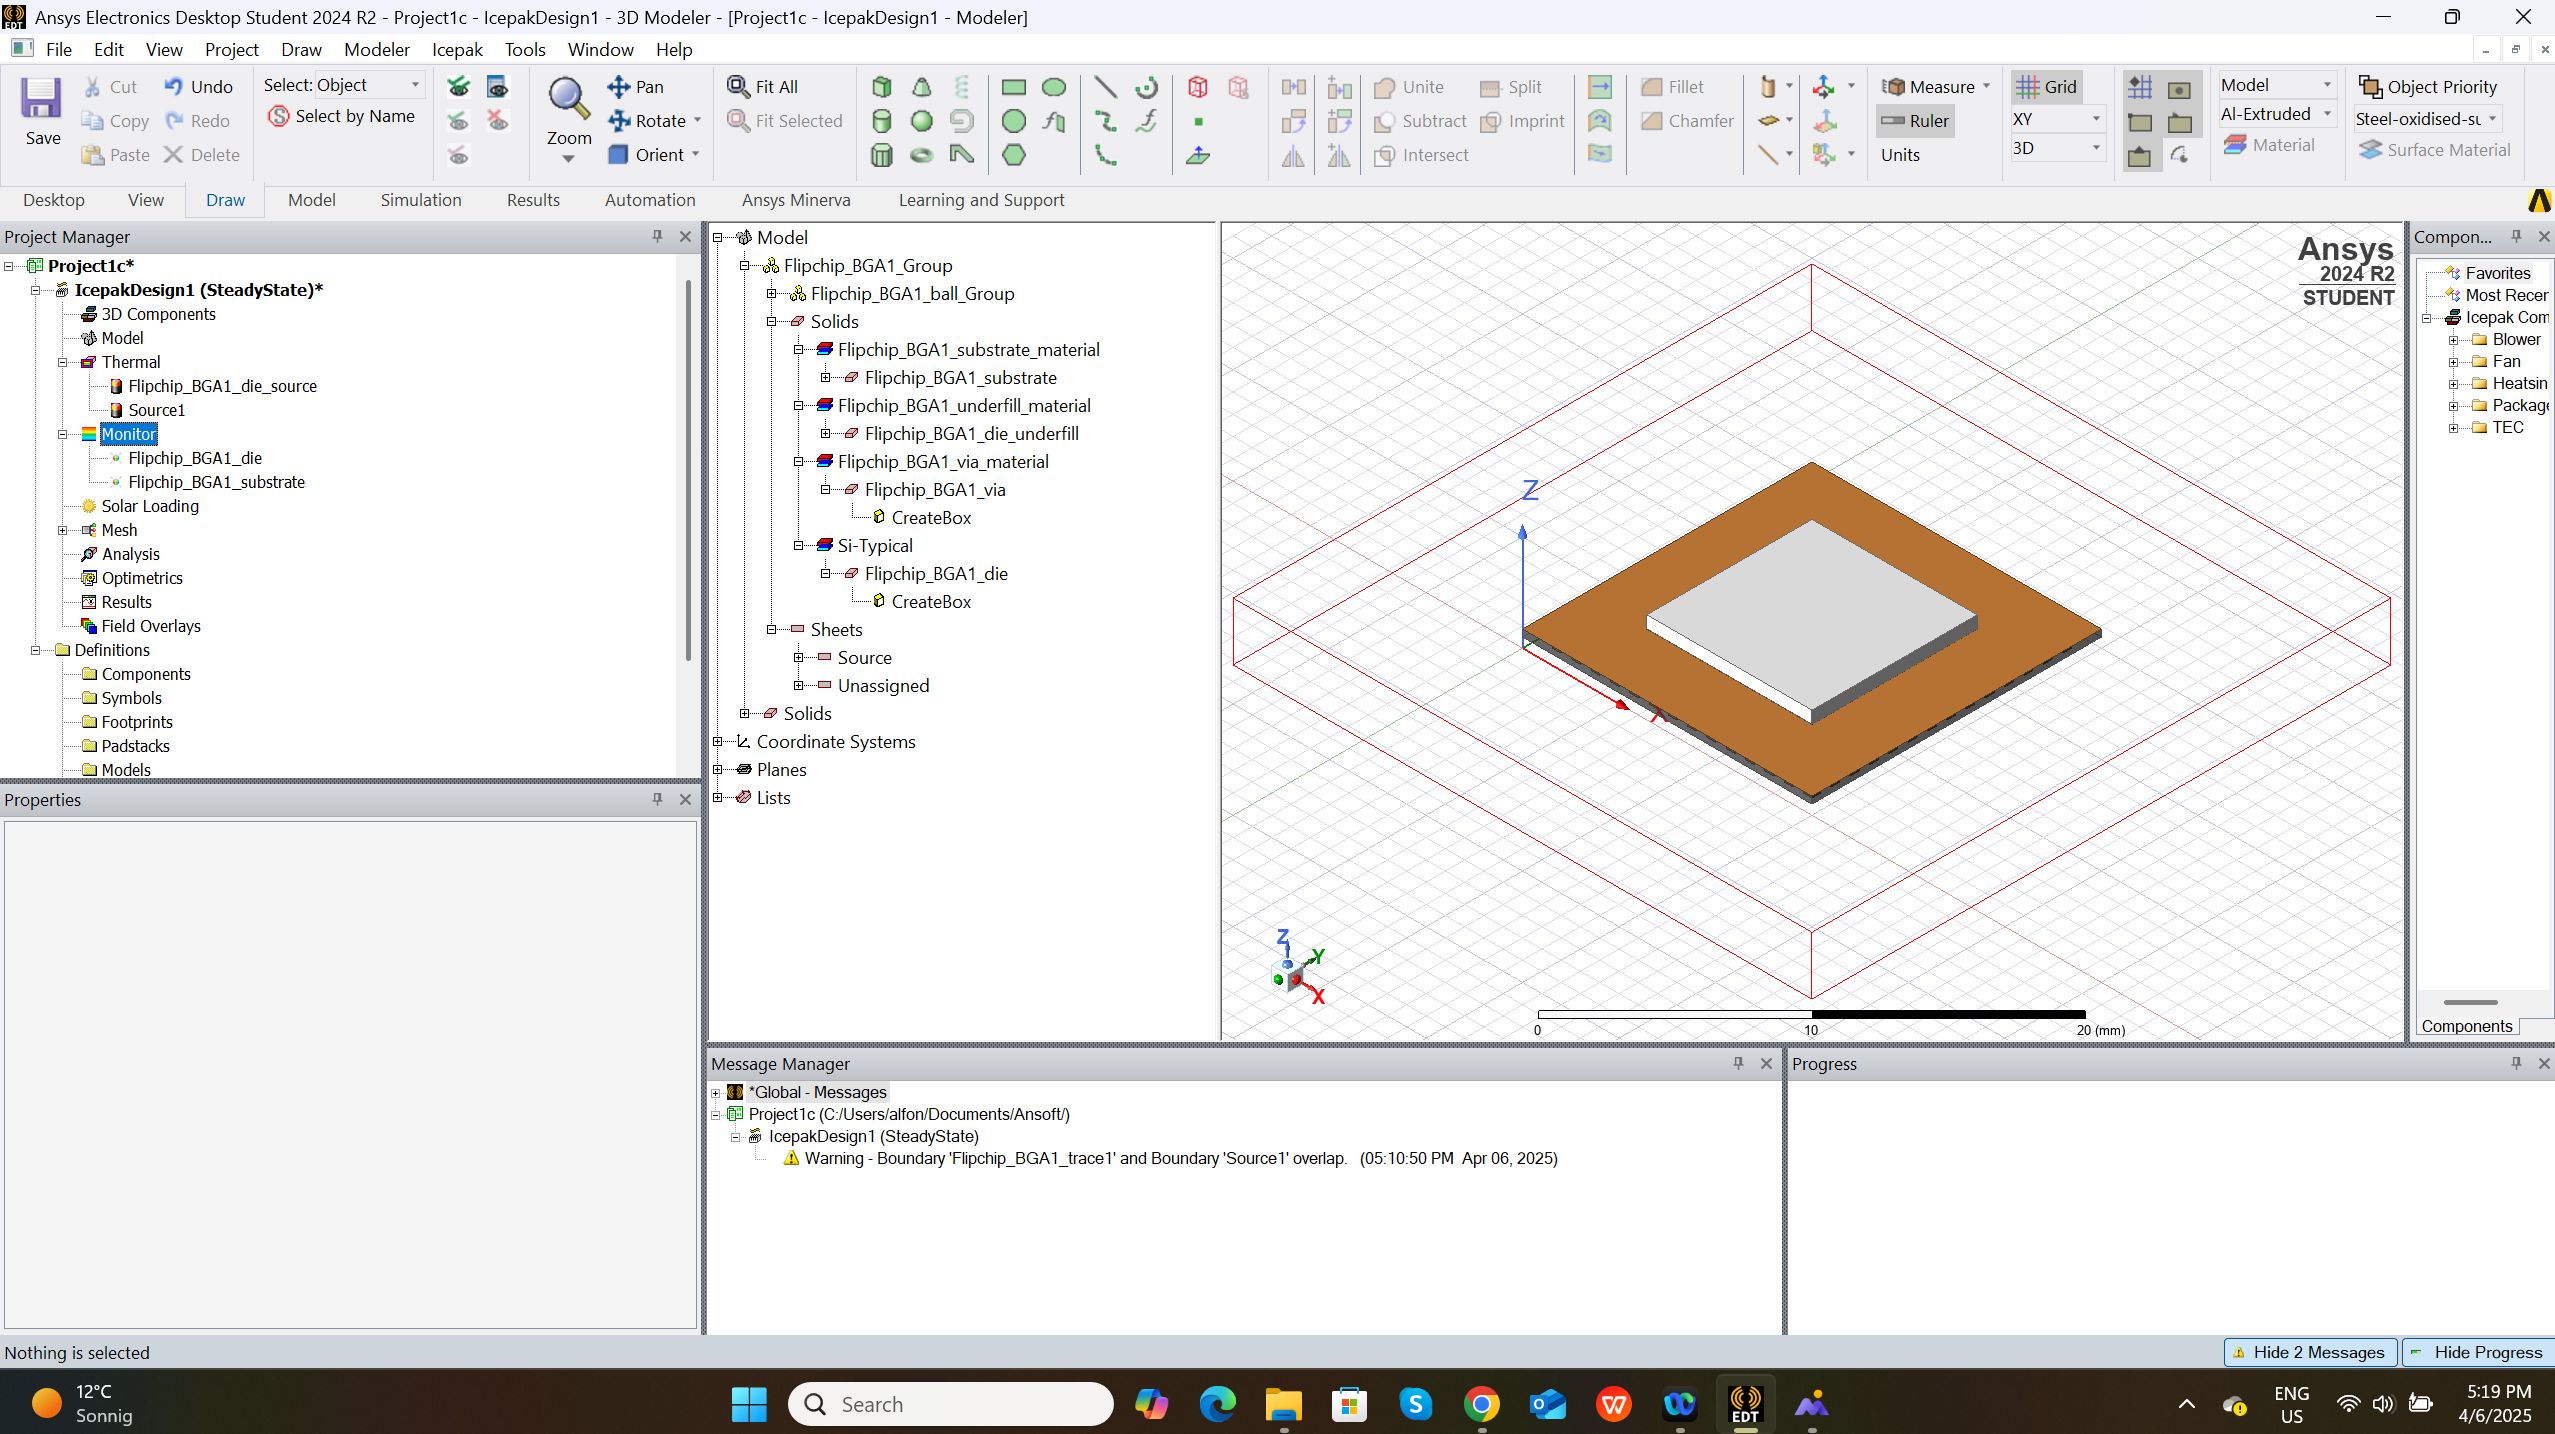 Ansys Electronics Desktop Student 2024 R2 - Project1c - IcepakDesign1 - 3D Modeler - [Project1c - IcepakDesign1 - Modeler]
File Edit View Project Draw Modeler Icepak Tools Window Help
Save
Cut
Copy
Paste
Undo
Redo
Delete
Select: Object
Select by Name
Zoom
Pan
Rotate
Orient
Fit All
Fit Selected
Unite
Subtract
Intersect
Split
Imprint
Fillet
Chamfer
Measure
Ruler
Units
Grid
XY
3D
Model
Al-Extruded
Material
Object Priority
Steel-oxidised-su
Surface Material
Desktop View Draw Model Simulation Results Automation Ansys Minerva Learning and Support
Project Manager
Project1c*
IcepakDesign1 (SteadyState)*
3D Components
Model
Thermal
Flipchip_BGA1_die_source
Source1
Monitor
Flipchip_BGA1_die
Flipchip_BGA1_substrate
Solar Loading
Mesh
Analysis
Optimetrics
Results
Field Overlays
Definitions
Components
Symbols
Footprints
Padstacks
Models
Properties
Model
Flipchip_BGA1_Group
Flipchip_BGA1_ball_Group
Solids
Flipchip_BGA1_substrate_material
Flipchip_BGA1_substrate
Flipchip_BGA1_underfill_material
Flipchip_BGA1_die_underfill
Flipchip_BGA1_via_material
Flipchip_BGA1_via
CreateBox
Si-Typical
Flipchip_BGA1_die
CreateBox
Sheets
Source
Unassigned
Solids
Coordinate Systems
Planes
Lists
Ansys
2024 R2
STUDENT
Z
X
Z
Y
X
0 10 20 (mm)
Compon...
Favorites
Most Recen
Icepak Com
Blower
Fan
Heatsin
Package
TEC
Components
Message Manager
*Global - Messages
Project1c (C:/Users/alfon/Documents/Ansoft/)
IcepakDesign1 (SteadyState)
Warning - Boundary 'Flipchip_BGA1_trace1' and Boundary 'Source1' overlap. (05:10:50 PM Apr 06, 2025)
Progress
Nothing is selected
Hide 2 Messages
Hide Progress
12°C
Sonnig
Search
EDT
ENG
US
5:19 PM
4/6/2025